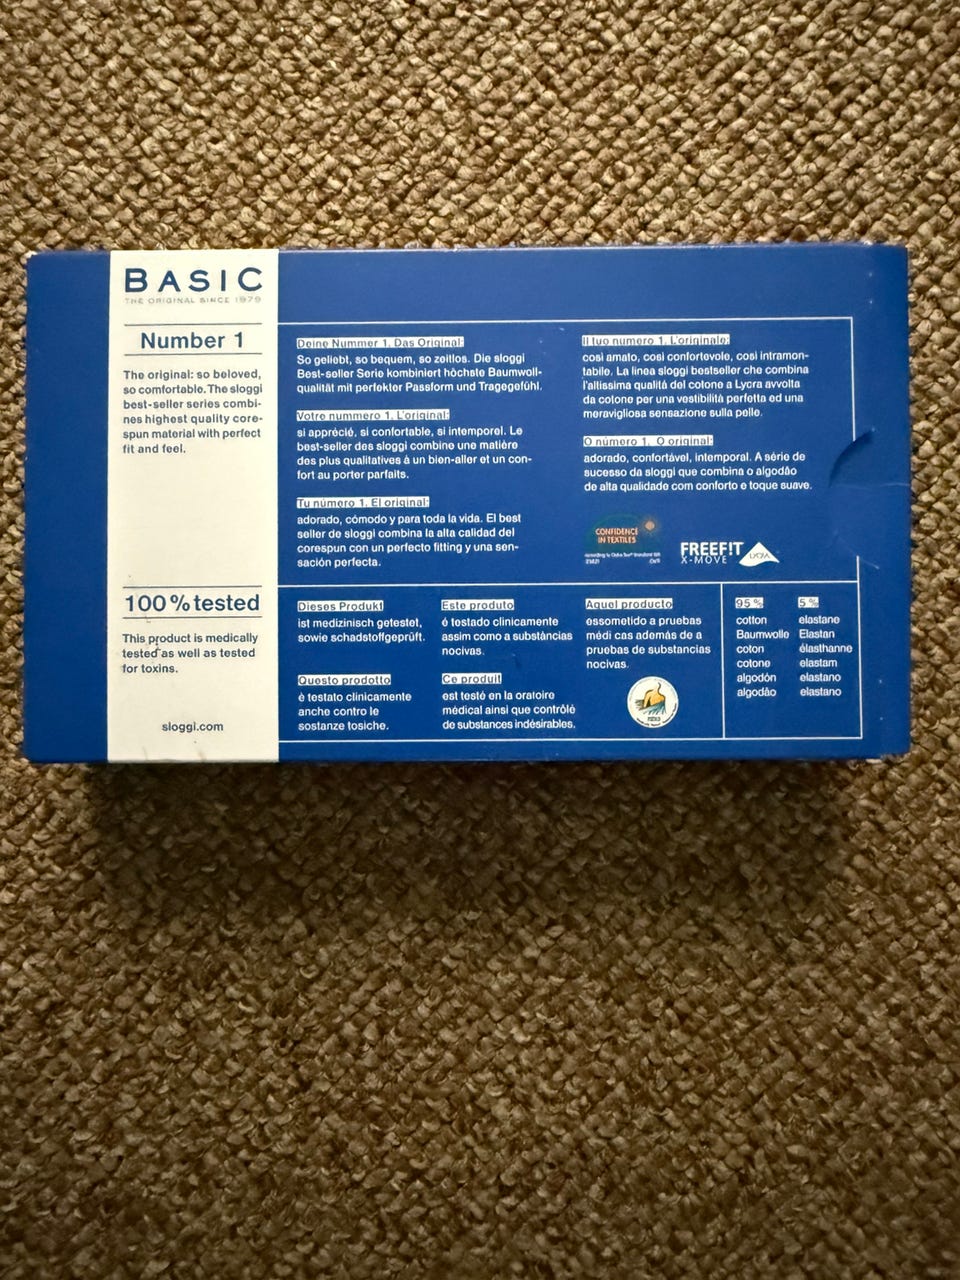 BASIC
THE ORIGINAL SINCE 1979
Number 1
The original: so beloved,
so comfortable. The sloggi
best-seller series combi-
nes highest quality core-
spun material with perfect
fit and feel.
100 % tested
This product is medically
tested as well as tested
for toxins.
sloggi.com
Deine Nummer 1. Das Original:
So geliebt, so bequem, so zeitlos. Die sloggi
Best-seller Serie kombiniert höchste Baumwoll-
qualität mit perfekter Passform und Tragegefühl.
Votre nummero 1. L'original:
si apprécié, si confortable, si intemporel. Le
best-seller des sloggi combine une matière
des plus qualitatives à un bien-aller et un con-
fort au porter parfaits.
Tu número 1. El original:
adorado, cómodo y para toda la vida. El best
seller de sloggi combina la alta calidad del
corespun con un perfecto fitting y una sen-
sación perfecta.
Il tuo numero 1. L'originale:
così amato, così confortevole, così intramon-
tabile. La linea sloggi bestseller che combina
l'altissima qualità del cotone a Lycra avvolta
da cotone per una vestibilità perfetta ed una
meravigliosa sensazione sulla pelle.
O número 1. O original:
adorado, confortável, intemporal. A série de
sucesso da sloggi que combina o algodão
de alta qualidade com conforto e toque suave.
CONFIDENCE
IN TEXTILES
FREEF!T
X-MOVE
LYCRA
Dieses Produkt
ist medizinisch getestet,
sowie schadstoffgeprüft.
Este produto
é testado clinicamente
assim como a substâncias
nocivas.
Aquel producto
essometido a pruebas
médi cas además de a
pruebas de substancias
nocivas.
Questo prodotto
è testato clinicamente
anche contro le
sostanze tosiche.
Ce produit
est testé en la oratoire
médical ainsi que contrôlé
de substances indésirables.
95 % 5 %
cotton elastane
Baumwolle Elastan
coton élasthanne
cotone elastam
algodón elastano
algodão elastano